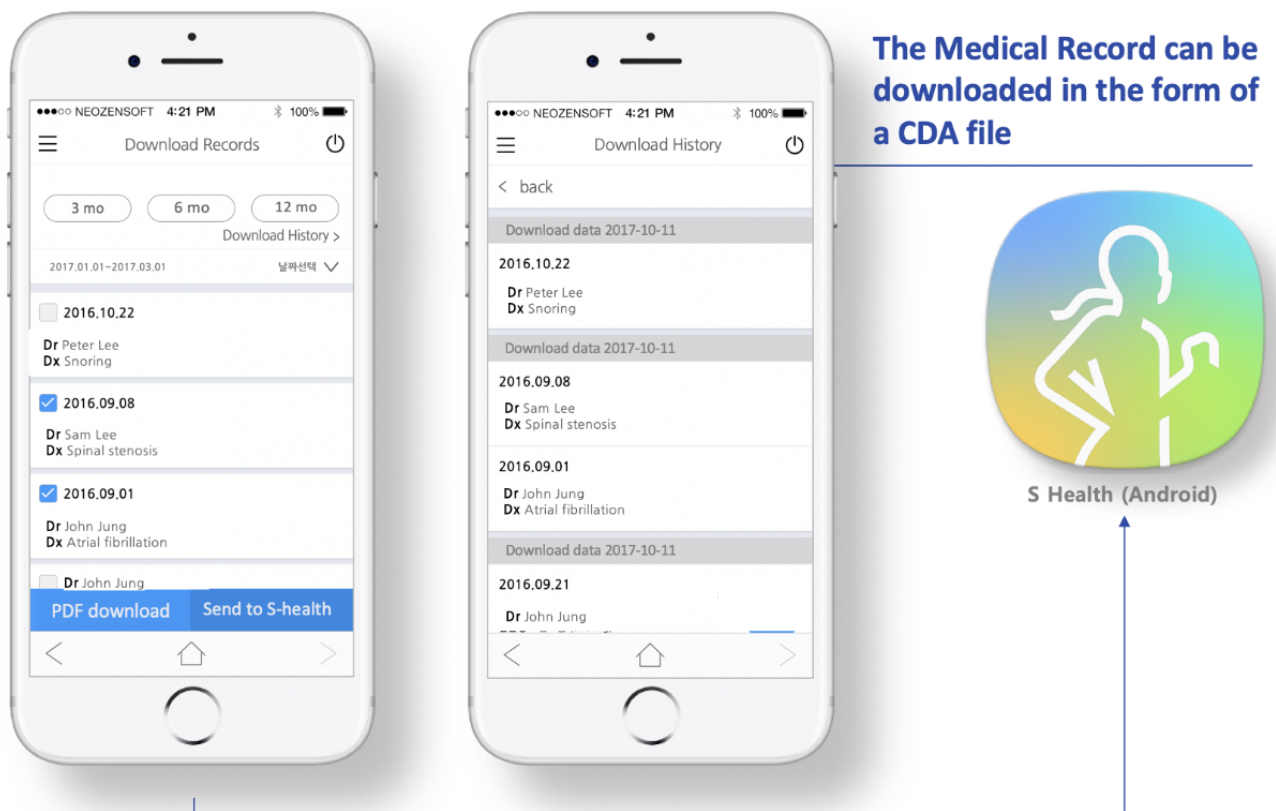 ●●●○○ NEOZENSOFT 4:21 PM 100%
Download Records
3 mo 6 mo 12 mo
Download History >
2017.01.01~2017.03.01 날짜선택
2016.10.22
Dr Peter Lee
Dx Snoring
2016.09.08
Dr Sam Lee
Dx Spinal stenosis
2016.09.01
Dr John Jung
Dx Atrial fibrillation
Dr John Jung
PDF download Send to S-health
●●●○○ NEOZENSOFT 4:21 PM 100%
Download History
< back
Download data 2017-10-11
2016.10.22
Dr Peter Lee
Dx Snoring
Download data 2017-10-11
2016.09.08
Dr Sam Lee
Dx Spinal stenosis
2016.09.01
Dr John Jung
Dx Atrial fibrillation
Download data 2017-10-11
2016.09.21
Dr John Jung
The Medical Record can be
downloaded in the form of
a CDA file
S Health (Android)